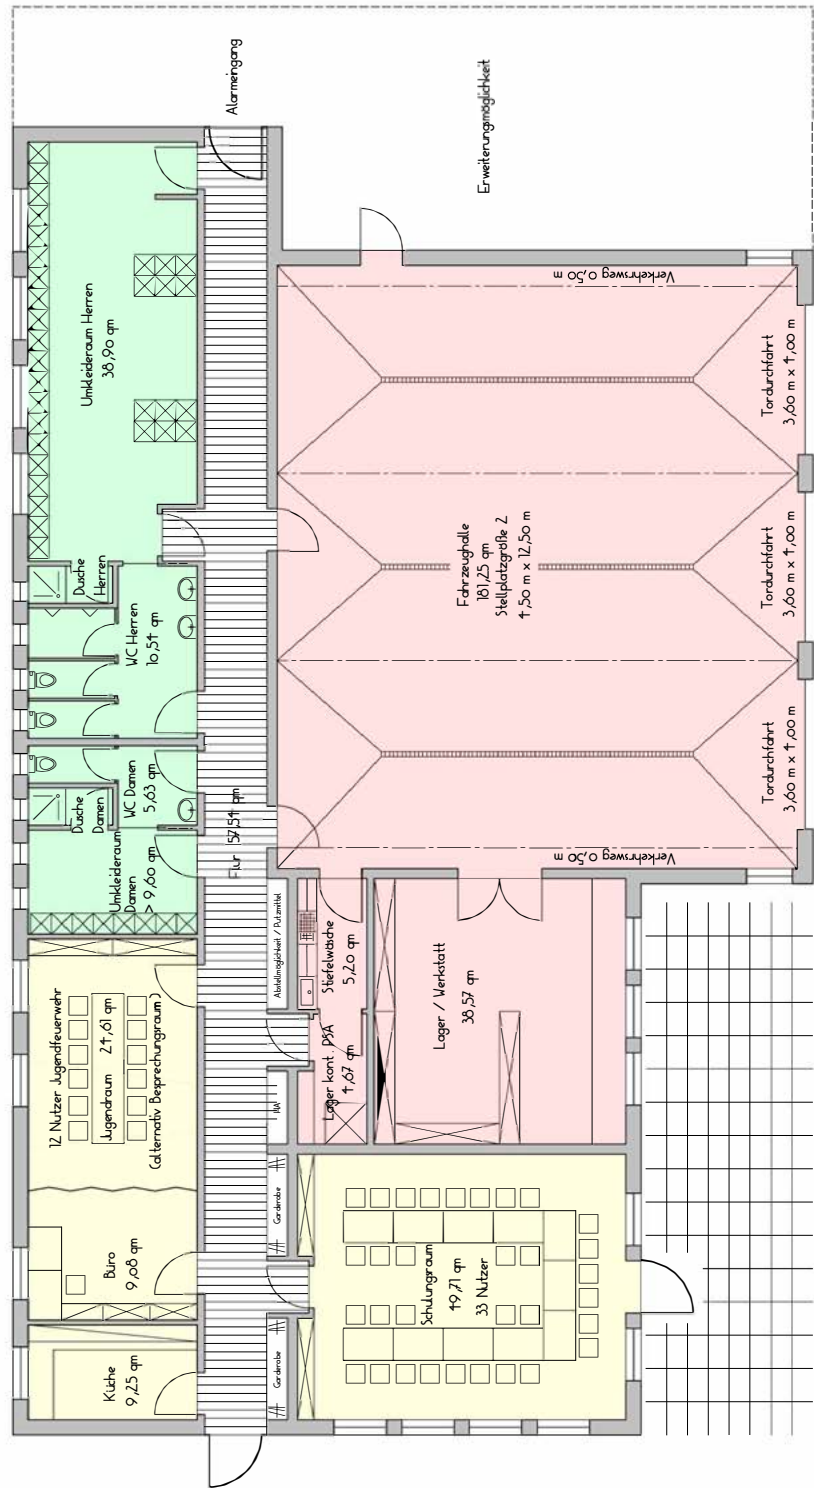 Alarmeingang
Erweiterungsmöglichkeit
Umkleideraum Herren
38,90 qm
Dusche
Herren
WC Herren
10,54 qm
WC Damen
5,63 qm
Dusche
Damen
Umkleideraum
Damen
> 9,60 qm
Flur 57,54 qm
Verkehrsweg 0,50 m
Fahrzeughalle
181,25 qm
Stellplatzgröße 2
4,50 m x 12,50 m
Tordurchfahrt
3,60 m x 4,00 m
Tordurchfahrt
3,60 m x 4,00 m
Tordurchfahrt
3,60 m x 4,00 m
Verkehrsweg 0,50 m
12 Nutzer Jugendfeuerwehr
Jugendraum 24,61 qm
(alternativ Besprechungsraum)
Abstellmöglichkeit / Putzmittel
Stiefelwäsche
5,20 qm
Lager kont. PSA
4,67 qm
Lager / Werkstatt
38,57 qm
Büro
9,08 qm
Garderobe
Schulungsraum
49,71 qm
33 Nutzer
Küche
9,25 qm
Garderobe